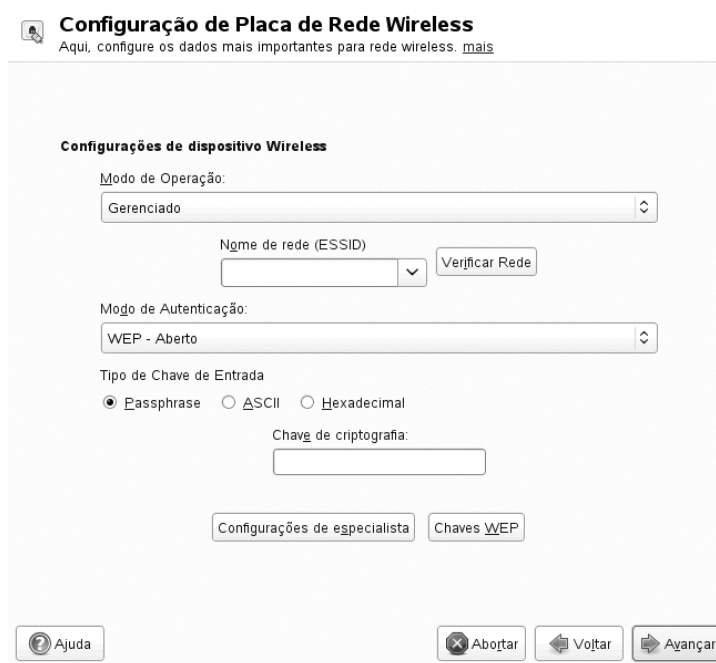 Configuração de Placa de Rede Wireless
Aqui, configure os dados mais importantes para rede wireless. mais
Configurações de dispositivo Wireless
Modo de Operação:
Gerenciado
Nome de rede (ESSID)
Verificar Rede
Modo de Autenticação:
WEP - Aberto
Tipo de Chave de Entrada
Passphrase ASCII Hexadecimal
Chave de criptografia:
Configurações de especialista Chaves WEP
Ajuda Abortar Voltar Avançar